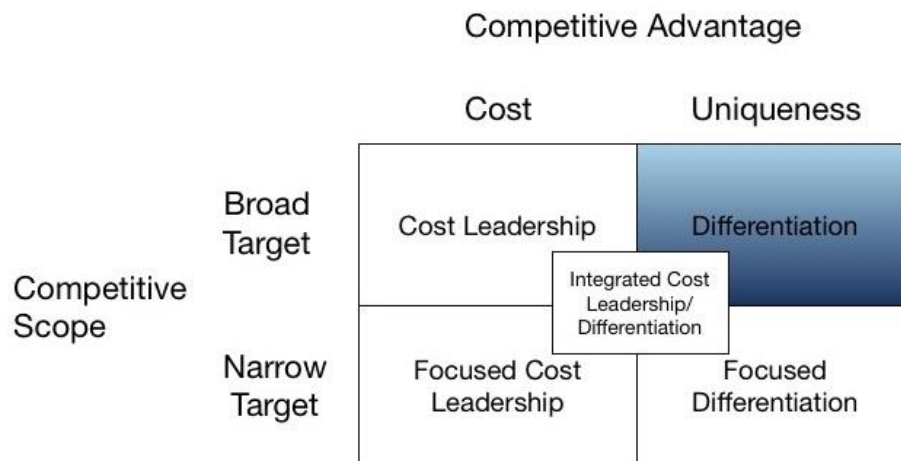 Competitive Advantage
Cost
Uniqueness
Broad
Target
Cost Leadership
Differentiation
Integrated Cost
Leadership/
Differentiation
Competitive
Scope
Narrow
Target
Focused Cost
Leadership
Focused
Differentiation